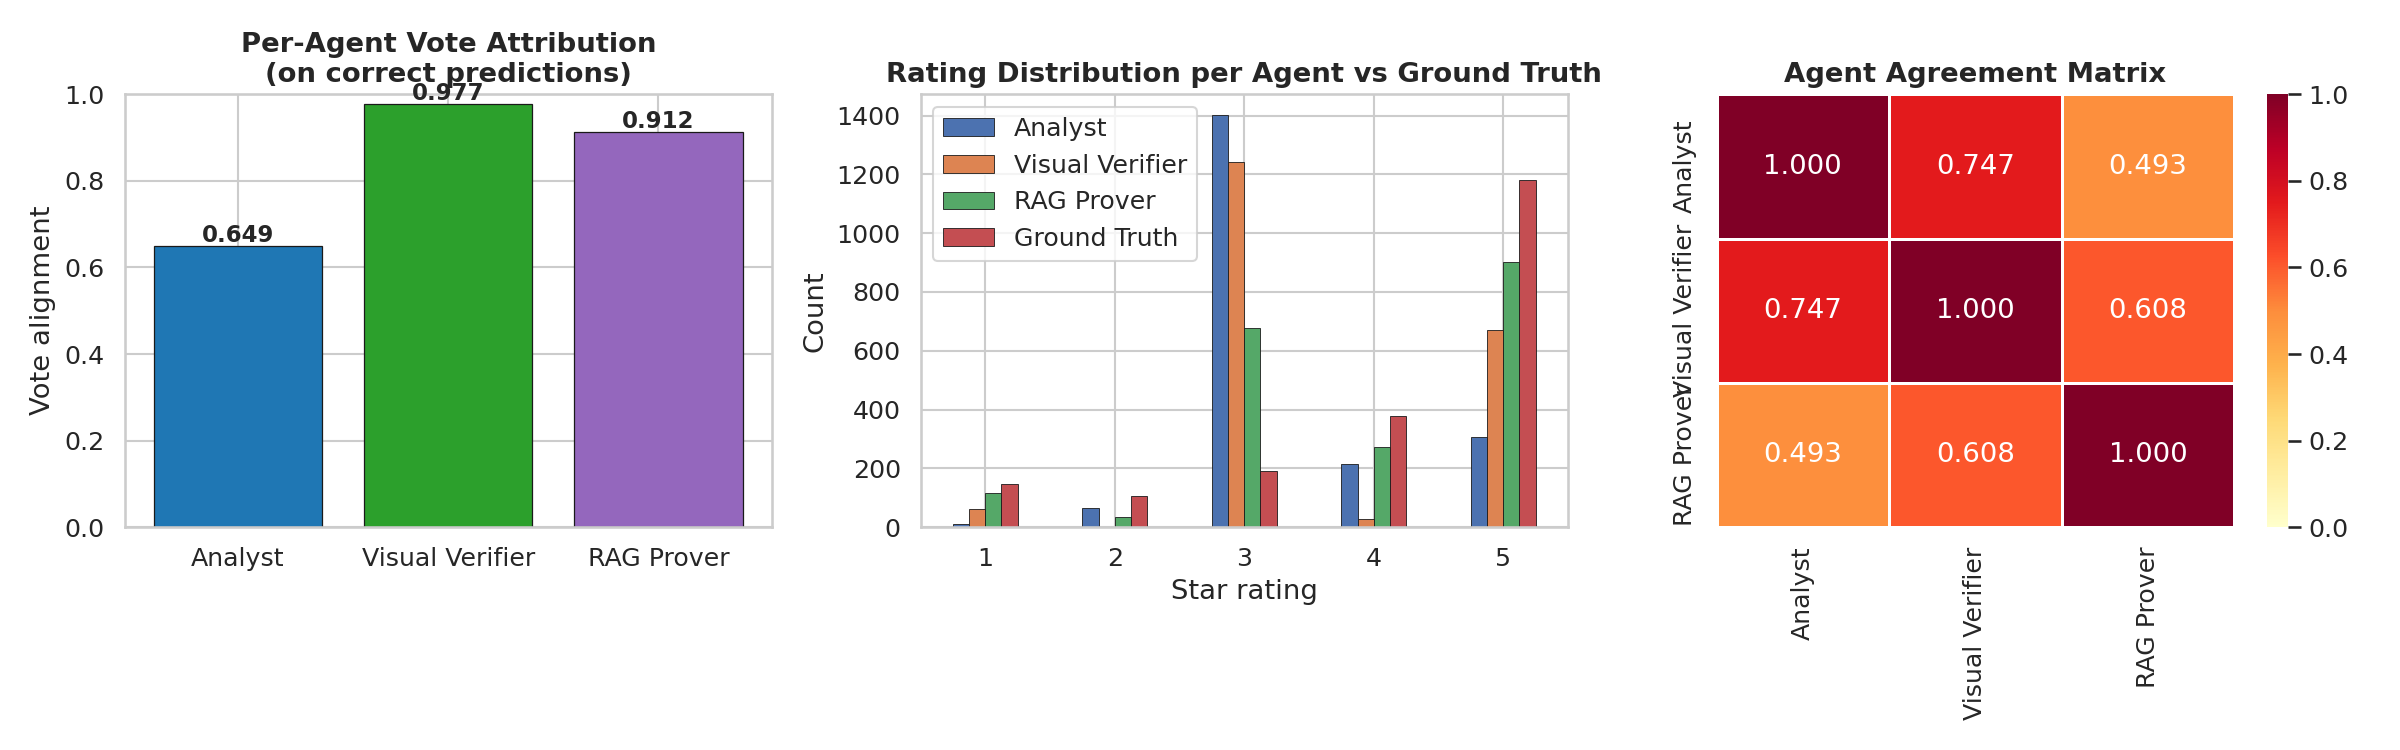 Per-Agent Vote Attribution
(on correct predictions)
Vote alignment
1.0
0.8
0.6
0.4
0.2
0.0
0.649
0.977
0.912
Analyst
Visual Verifier
RAG Prover
Rating Distribution per Agent vs Ground Truth
Count
1400
1200
1000
800
600
400
200
0
Analyst
Visual Verifier
RAG Prover
Ground Truth
1
2
3
4
5
Star rating
Agent Agreement Matrix
Analyst
Visual Verifier
RAG Prover
1.000 0.747 0.493
0.747 1.000 0.608
0.493 0.608 1.000
Analyst
Visual Verifier
RAG Prover
1.0
0.8
0.6
0.4
0.2
0.0